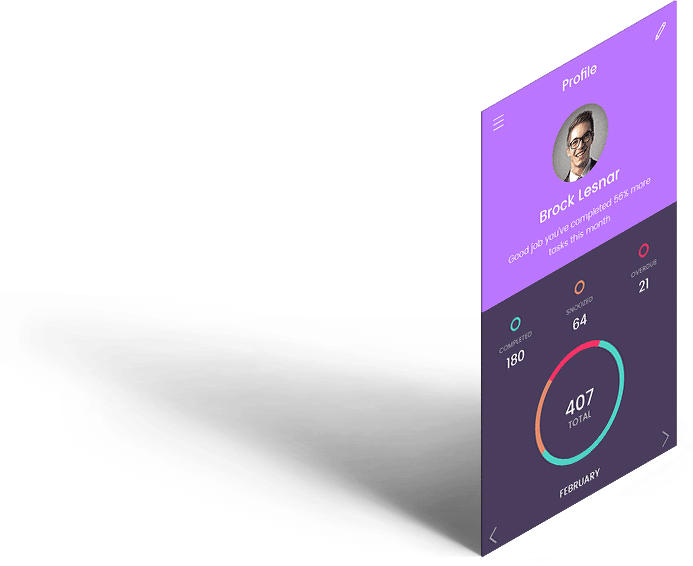 Profile
Brock Lesnar
Good job you've completed 56% more
tasks this month
COMPLETED
180
SNOOZED
64
OVERDUB
21
407
TOTAL
FEBRUARY